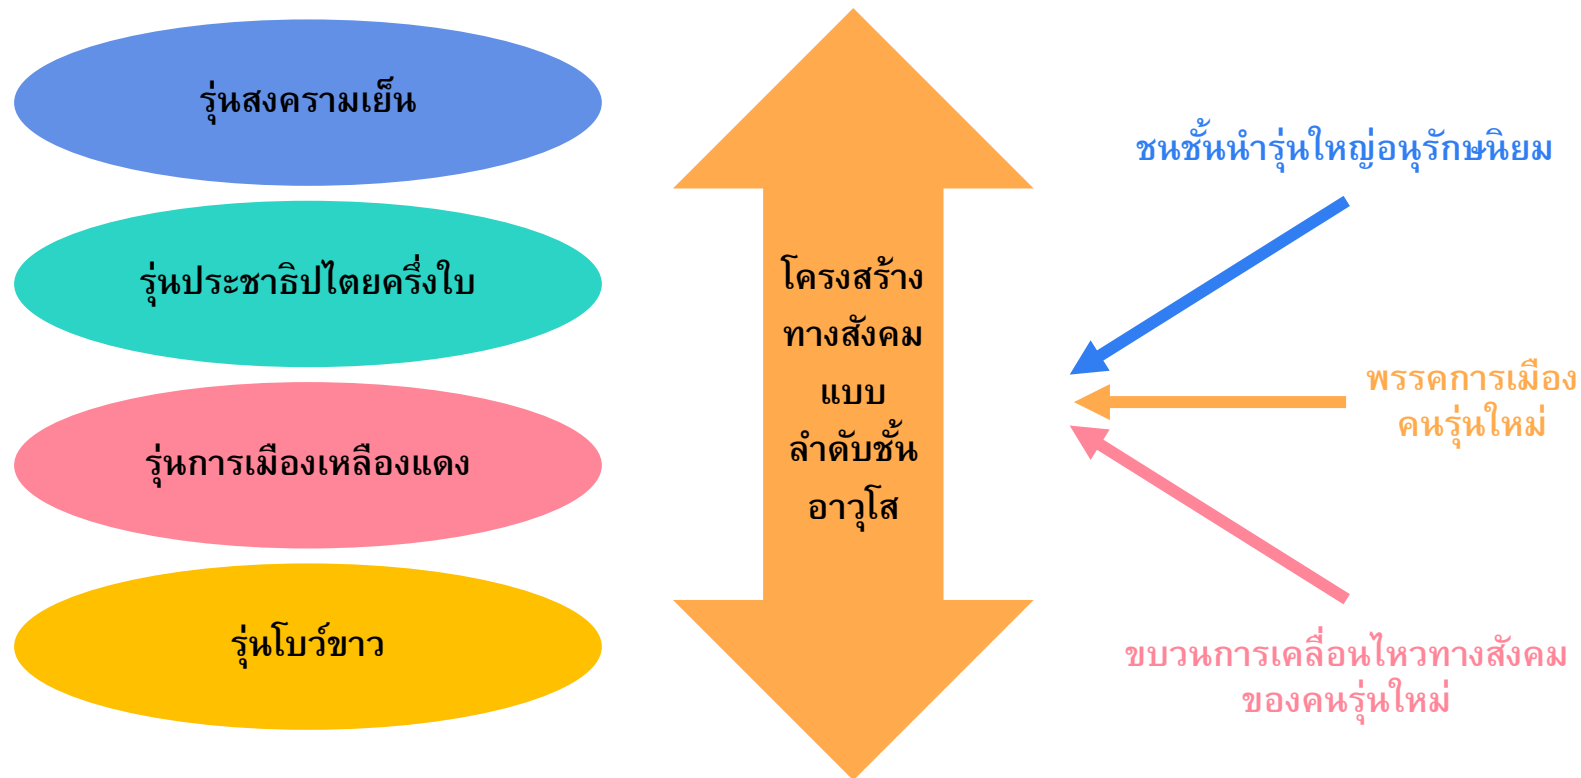 รุ่นสงครามเย็น
รุ่นประชาธิปไตยครึ่งใบ
รุ่นการเมืองเหลืองแดง
รุ่นโบว์ขาว
โครงสร้าง
ทางสังคม
แบบ
ลำดับชั้น
อาวุโส
ชนชั้นนำรุ่นใหญ่อนุรักษนิยม
พรรคการเมือง
คนรุ่นใหม่
ขบวนการเคลื่อนไหวทางสังคม
ของคนรุ่นใหม่